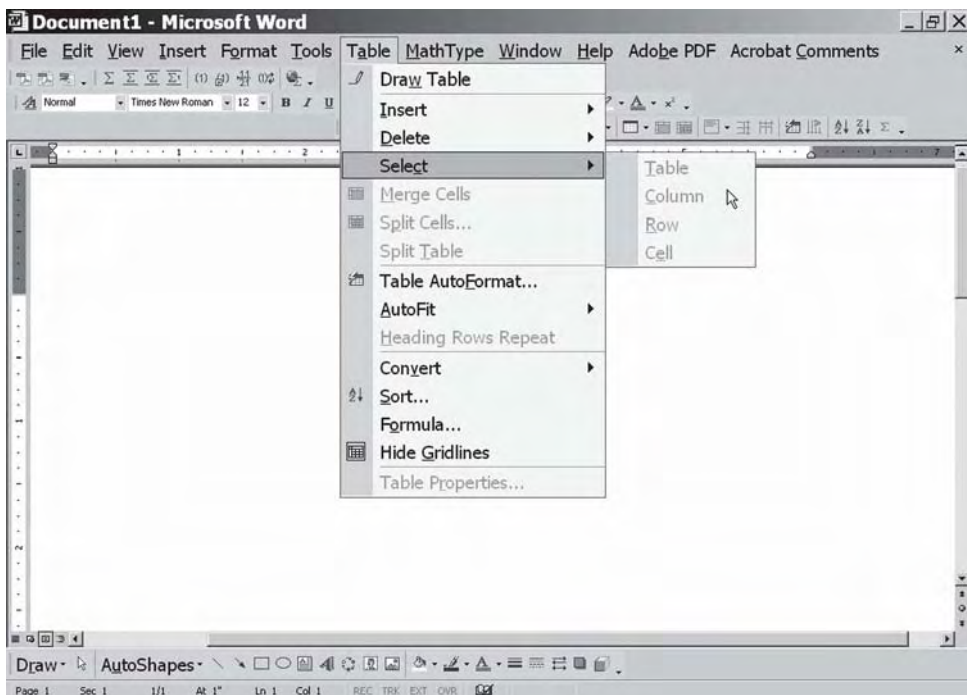 Document1 - Microsoft Word
File Edit View Insert Format Tools Table MathType Window Help Adobe PDF Acrobat Comments
Normal Times New Roman 12 B I U
Draw Table
Insert
Delete
Select
Merge Cells
Split Cells...
Split Table
Table AutoFormat...
AutoFit
Heading Rows Repeat
Convert
Sort...
Formula...
Hide Gridlines
Table Properties...
Table
Column
Row
Cell
Draw AutoShapes
Page 1 Sec 1 1/1 At 1" Ln 1 Col 1 REC TRK EXT OVR